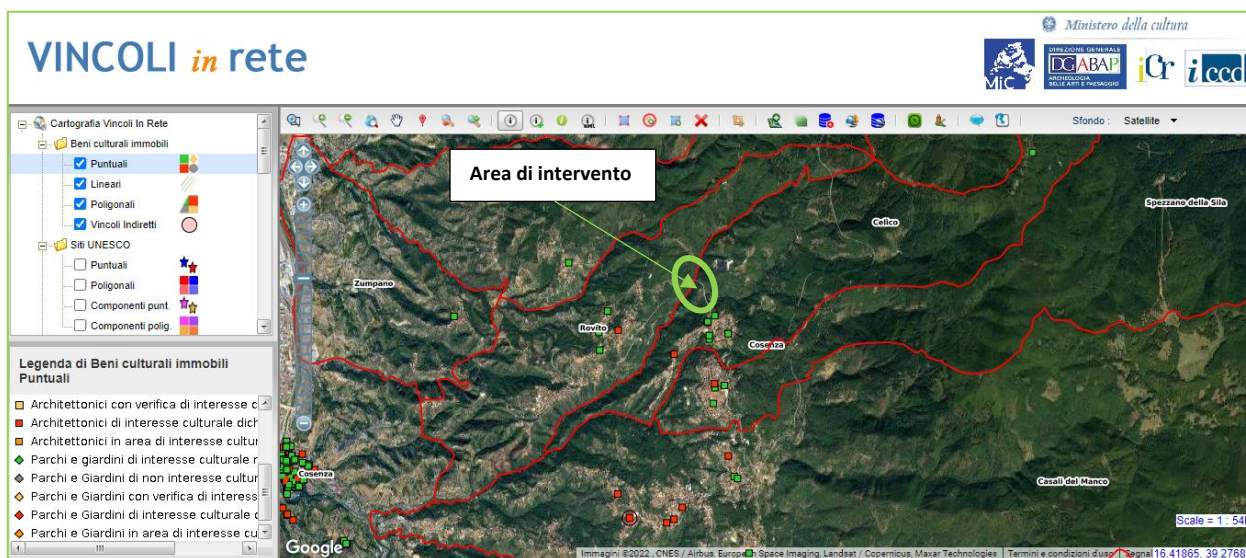 VINCOLI in rete
Ministero della cultura
MiC
DIREZIONE GENERALE
DGABAP
ARCHEOLOGIA
BELLE ARTI E PAESAGGIO
iCr
iccd
Cartografia Vincoli In Rete
Beni culturali immobili
Puntuali
Lineari
Poligonali
Vincoli Indiretti
Siti UNESCO
Puntuali
Poligonali
Componenti punt.
Componenti polig.
Legenda di Beni culturali immobili
Puntuali
Architettonici con verifica di interesse c
Architettonici di interesse culturale dich
Architettonici in area di interesse cultur
Parchi e giardini di interesse culturale r
Parchi e Giardini di non interesse cultur
Parchi e Giardini con verifica di interess
Parchi e Giardini di interesse culturale c
Parchi e Giardini in area di interesse cu
Sfondo : Satellite
Area di intervento
Celico
Spezzano della Sila
Zumpano
Rovito
Cosenza
Cosenza
Casali del Manco
Scale = 1 : 54
Google
Immagini ©2022 , CNES / Airbus, European Space Imaging, Landsat / Copernicus, Maxar Technologies
Termini e condizioni d'uso
16.41865, 39.2768